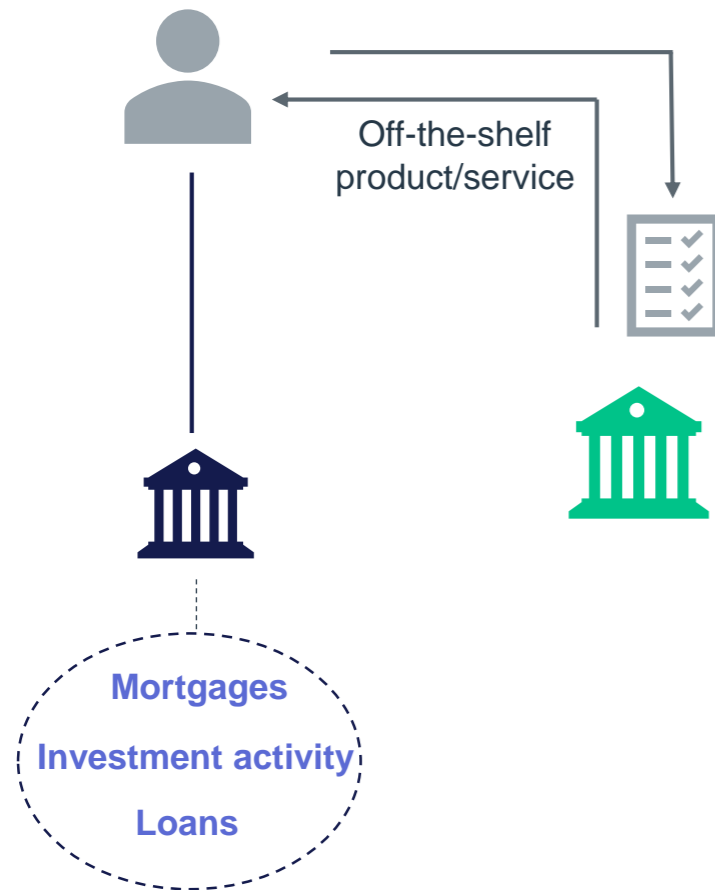 Off-the-shelf
product/service
Mortgages
Investment activity
Loans